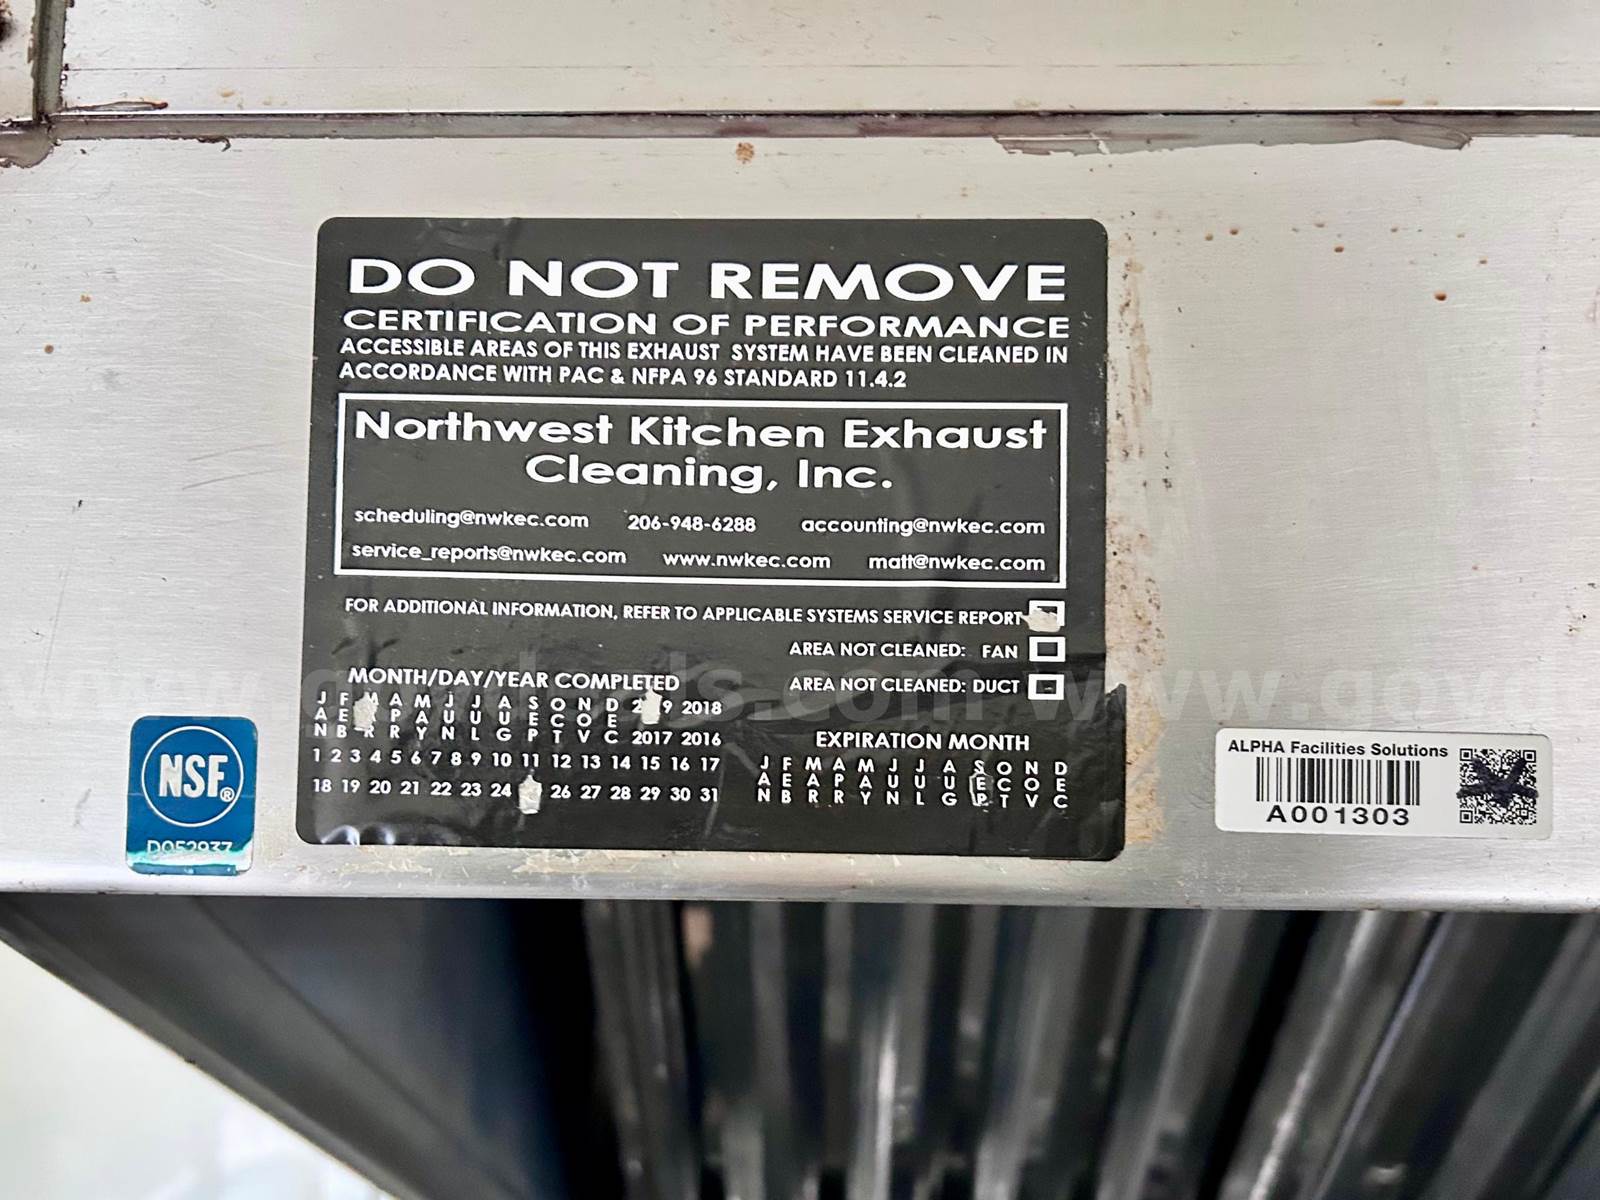 DO NOT REMOVE
CERTIFICATION OF PERFORMANCE
ACCESSIBLE AREAS OF THIS EXHAUST SYSTEM HAVE BEEN CLEANED IN
ACCORDANCE WITH PAC & NFPA 96 STANDARD 11.4.2
Northwest Kitchen Exhaust
Cleaning, Inc.
scheduling@nwkec.com 206-948-6288 accounting@nwkec.com
service_reports@nwkec.com www.nwkec.com matt@nwkec.com
FOR ADDITIONAL INFORMATION, REFER TO APPLICABLE SYSTEMS SERVICE REPORT
AREA NOT CLEANED: FAN
AREA NOT CLEANED: DUCT
MONTH/DAY/YEAR COMPLETED
J F M A M J J A S O N D 2018
A E A P A U U U E C O E
N B R R Y N L G P T V C 2017 2016
1 2 3 4 5 6 7 8 9 10 11 12 13 14 15 16 17
18 19 20 21 22 23 24 26 27 28 29 30 31
EXPIRATION MONTH
J F M A M J J A S O N D
A E A P A U U U E C O E
N B R R Y N L G P T V C
NSF®
D052937
ALPHA Facilities Solutions
A001303